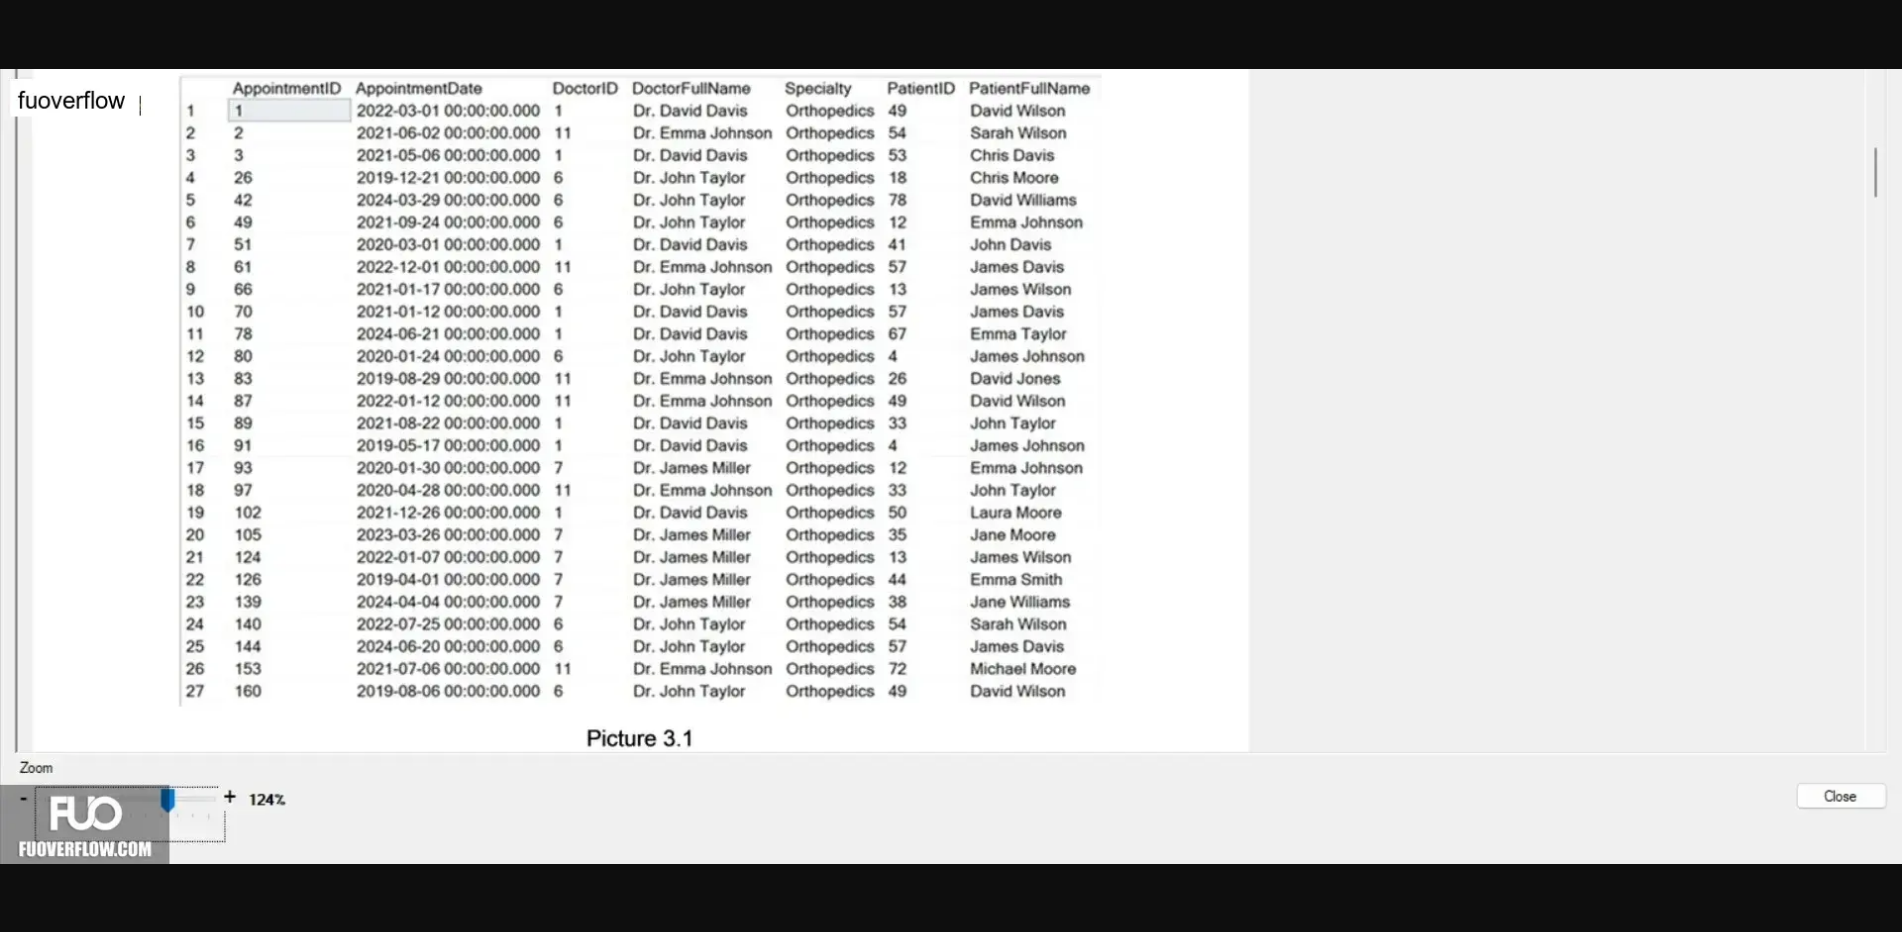 fuoverflow
AppointmentID AppointmentDate DoctorID DoctorFullName Specialty PatientID PatientFullName
1 1 2022-03-01 00:00:00.000 1 Dr. David Davis Orthopedics 49 David Wilson
2 2 2021-06-02 00:00:00.000 11 Dr. Emma Johnson Orthopedics 54 Sarah Wilson
3 3 2021-05-06 00:00:00.000 1 Dr. David Davis Orthopedics 53 Chris Davis
4 26 2019-12-21 00:00:00.000 6 Dr. John Taylor Orthopedics 18 Chris Moore
5 42 2024-03-29 00:00:00.000 6 Dr. John Taylor Orthopedics 78 David Williams
6 49 2021-09-24 00:00:00.000 6 Dr. John Taylor Orthopedics 12 Emma Johnson
7 51 2020-03-01 00:00:00.000 1 Dr. David Davis Orthopedics 41 John Davis
8 61 2022-12-01 00:00:00.000 11 Dr. Emma Johnson Orthopedics 57 James Davis
9 66 2021-01-17 00:00:00.000 6 Dr. John Taylor Orthopedics 13 James Wilson
10 70 2021-01-12 00:00:00.000 1 Dr. David Davis Orthopedics 57 James Davis
11 78 2024-06-21 00:00:00.000 1 Dr. David Davis Orthopedics 67 Emma Taylor
12 80 2020-01-24 00:00:00.000 6 Dr. John Taylor Orthopedics 4 James Johnson
13 83 2019-08-29 00:00:00.000 11 Dr. Emma Johnson Orthopedics 26 David Jones
14 87 2022-01-12 00:00:00.000 11 Dr. Emma Johnson Orthopedics 49 David Wilson
15 89 2021-08-22 00:00:00.000 1 Dr. David Davis Orthopedics 33 John Taylor
16 91 2019-05-17 00:00:00.000 1 Dr. David Davis Orthopedics 4 James Johnson
17 93 2020-01-30 00:00:00.000 7 Dr. James Miller Orthopedics 12 Emma Johnson
18 97 2020-04-28 00:00:00.000 11 Dr. Emma Johnson Orthopedics 33 John Taylor
19 102 2021-12-26 00:00:00.000 1 Dr. David Davis Orthopedics 50 Laura Moore
20 105 2023-03-26 00:00:00.000 7 Dr. James Miller Orthopedics 35 Jane Moore
21 124 2022-01-07 00:00:00.000 7 Dr. James Miller Orthopedics 13 James Wilson
22 126 2019-04-01 00:00:00.000 7 Dr. James Miller Orthopedics 44 Emma Smith
23 139 2024-04-04 00:00:00.000 7 Dr. James Miller Orthopedics 38 Jane Williams
24 140 2022-07-25 00:00:00.000 6 Dr. John Taylor Orthopedics 54 Sarah Wilson
25 144 2024-06-20 00:00:00.000 6 Dr. John Taylor Orthopedics 57 James Davis
26 153 2021-07-06 00:00:00.000 11 Dr. Emma Johnson Orthopedics 72 Michael Moore
27 160 2019-08-06 00:00:00.000 6 Dr. John Taylor Orthopedics 49 David Wilson
Picture 3.1
Zoom
- + 124%
Close
FUO
FUOVERFLOW.COM